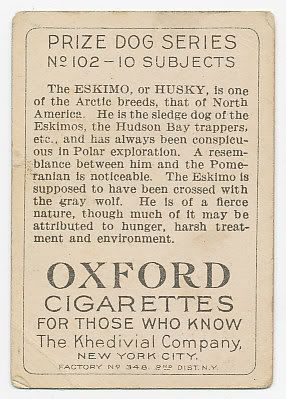 PRIZE DOG SERIES
No 102 - 10 SUBJECTS
The ESKIMO, or HUSKY, is one
of the Arctic breeds, that of North
America. He is the sledge dog of the
Eskimos, the Hudson Bay trappers,
etc., and has always been conspicu-
ous in Polar exploration. A resem-
blance between him and the Pome-
ranian is noticeable. The Eskimo is
supposed to have been crossed with
the gray wolf. He is of a fierce
nature, though much of it may be
attributed to hunger, harsh treat-
ment and environment.
OXFORD
CIGARETTES
FOR THOSE WHO KNOW
The Khedivial Company,
NEW YORK CITY.
FACTORY No 348. 2ND DIST. N.Y.